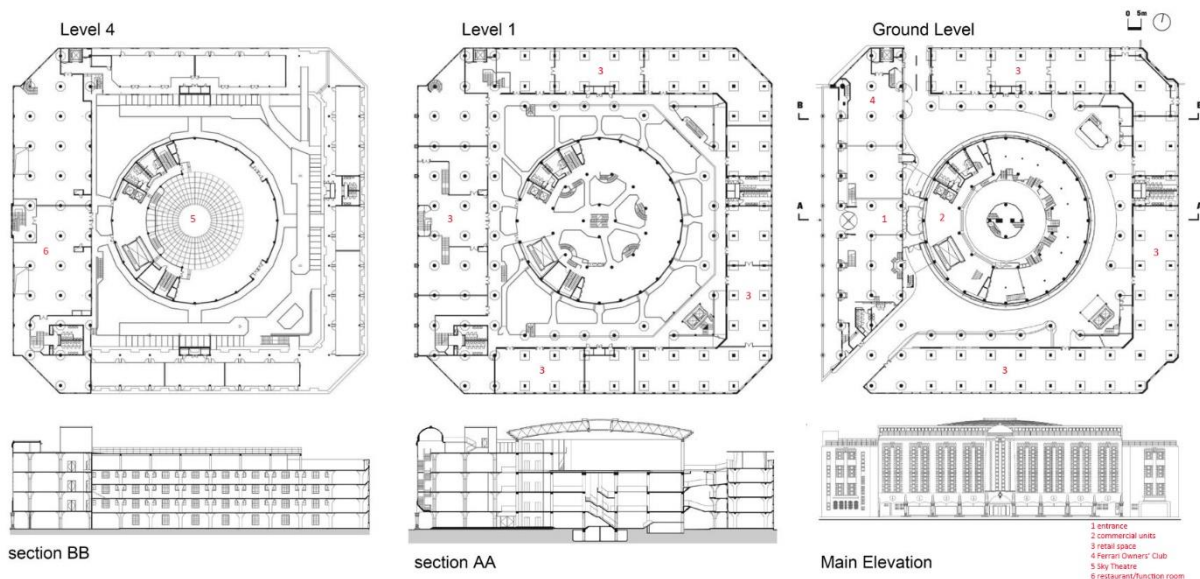 Level 4
Level 1
Ground Level
0 5m
3
3
4
B
B
A
A
5
6
3
3
3
1
2
3
3
section BB
section AA
Main Elevation
1 entrance
2 commercial units
3 retail space
4 Ferrari Owners' Club
5 Sky Theatre
6 restaurant/function room